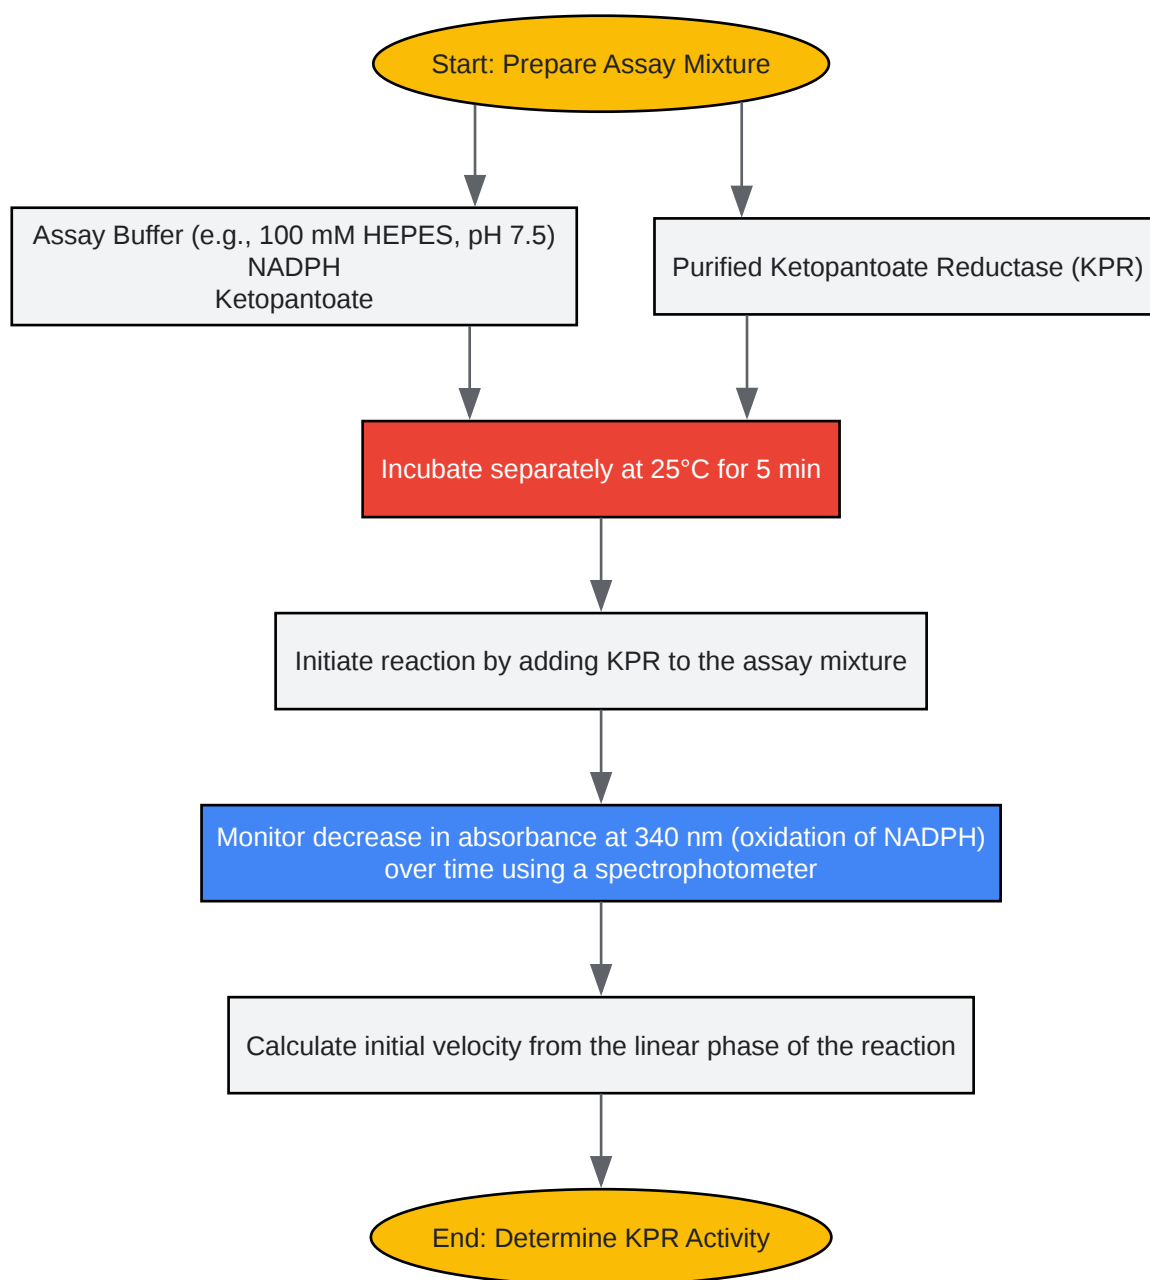 Start: Prepare Assay Mixture
Assay Buffer (e.g., 100 mM HEPES, pH 7.5)
NADPH
Ketopantoate
Purified Ketopantoate Reductase (KPR)
Incubate separately at 25°C for 5 min
Initiate reaction by adding KPR to the assay mixture
Monitor decrease in absorbance at 340 nm (oxidation of NADPH)
over time using a spectrophotometer
Calculate initial velocity from the linear phase of the reaction
End: Determine KPR Activity